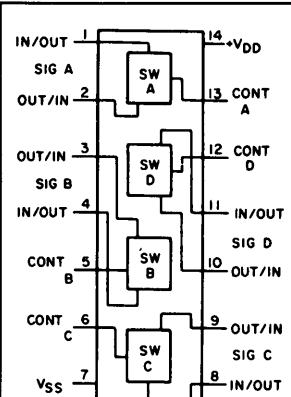 1 14
IN/OUT +VDD
SIG A SW A
2 13
OUT/IN CONT A
3 12
OUT/IN SW D CONT D
SIG B
4 11
IN/OUT IN/OUT
SIG D
5 10
CONT B SW B OUT/IN
6 9
CONT C OUT/IN
SW C SIG C
7 8
VSS IN/OUT